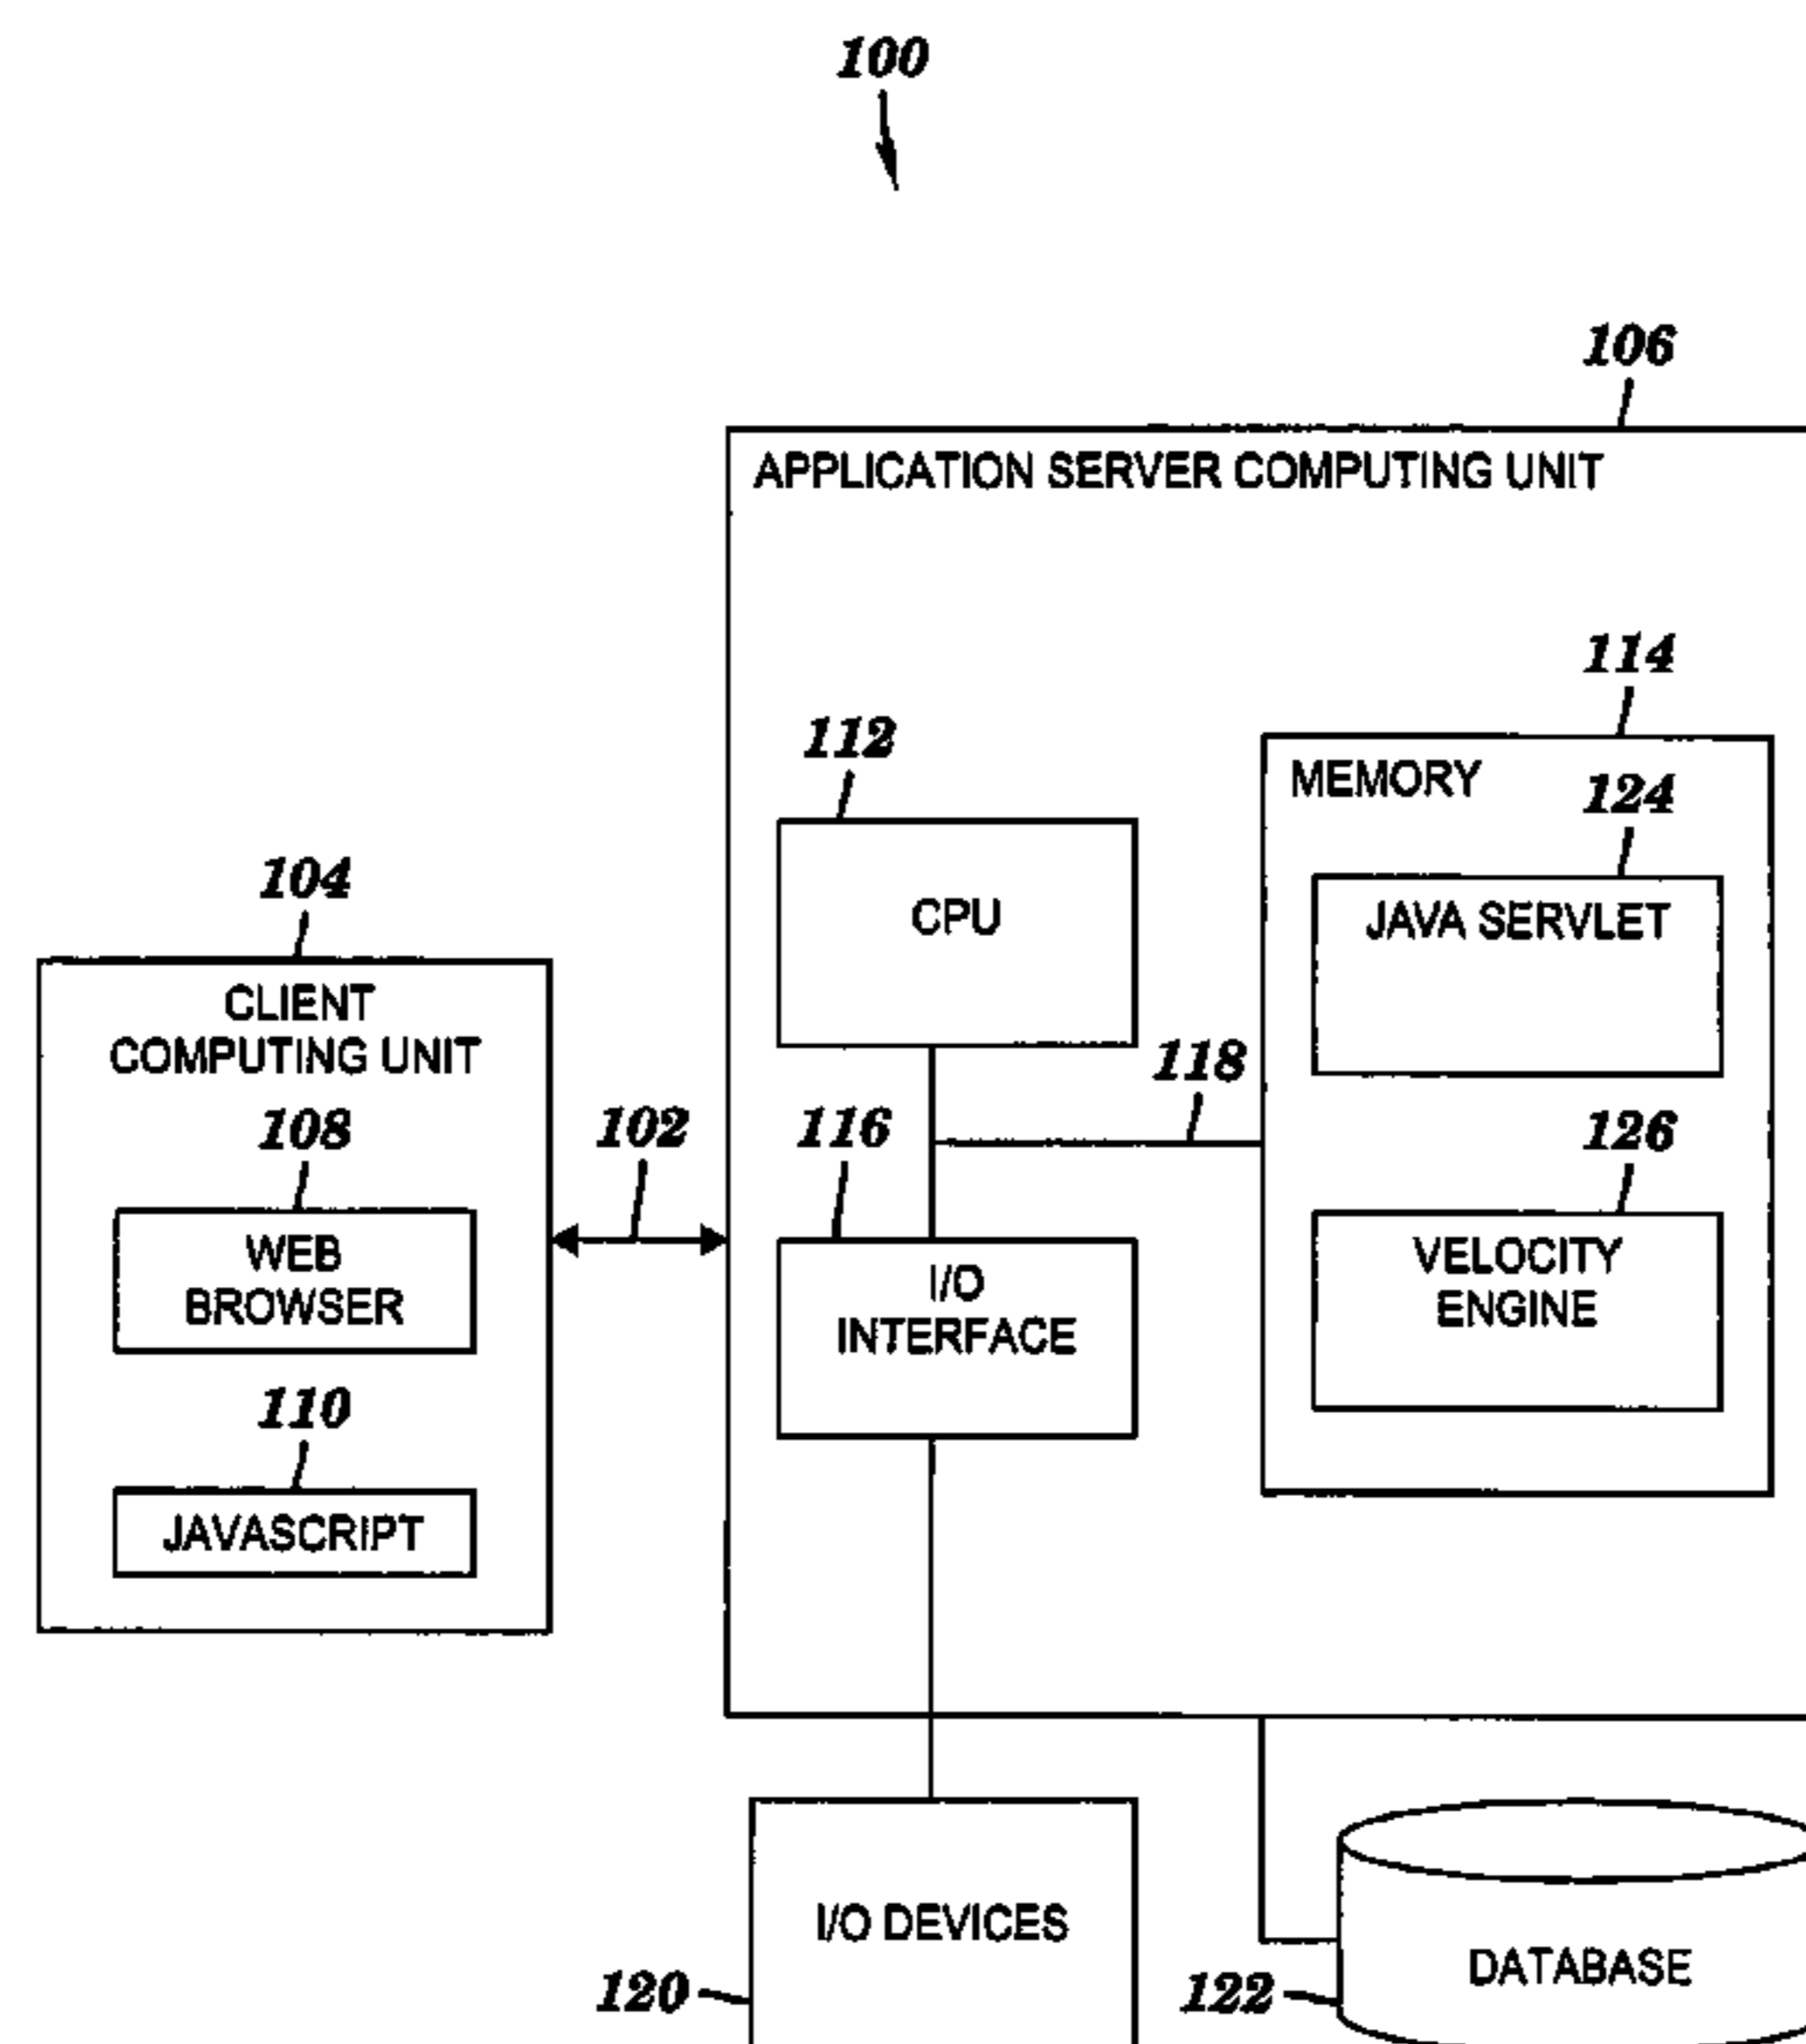 100
106
APPLICATION SERVER COMPUTING UNIT
114
112
MEMORY
124
104
CPU
JAVA SERVLET
CLIENT
COMPUTING UNIT
118
108
102
116
126
WEB
BROWSER
I/O
INTERFACE
VELOCITY
ENGINE
110
JAVASCRIPT
I/O DEVICES
DATABASE
120
122